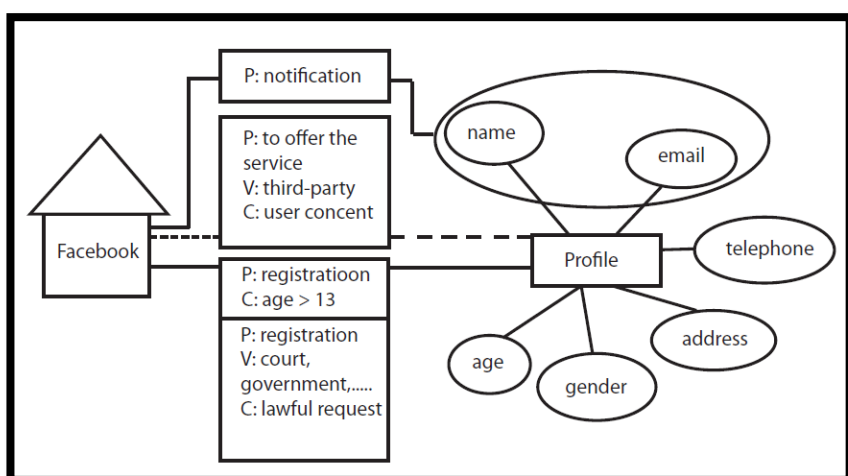 P: notification
P: to offer the
service
V: third-party
C: user concent
Facebook
P: registratioon
C: age > 13
P: registration
V: court,
government,.....
C: lawful request
name
email
Profile
telephone
address
age
gender